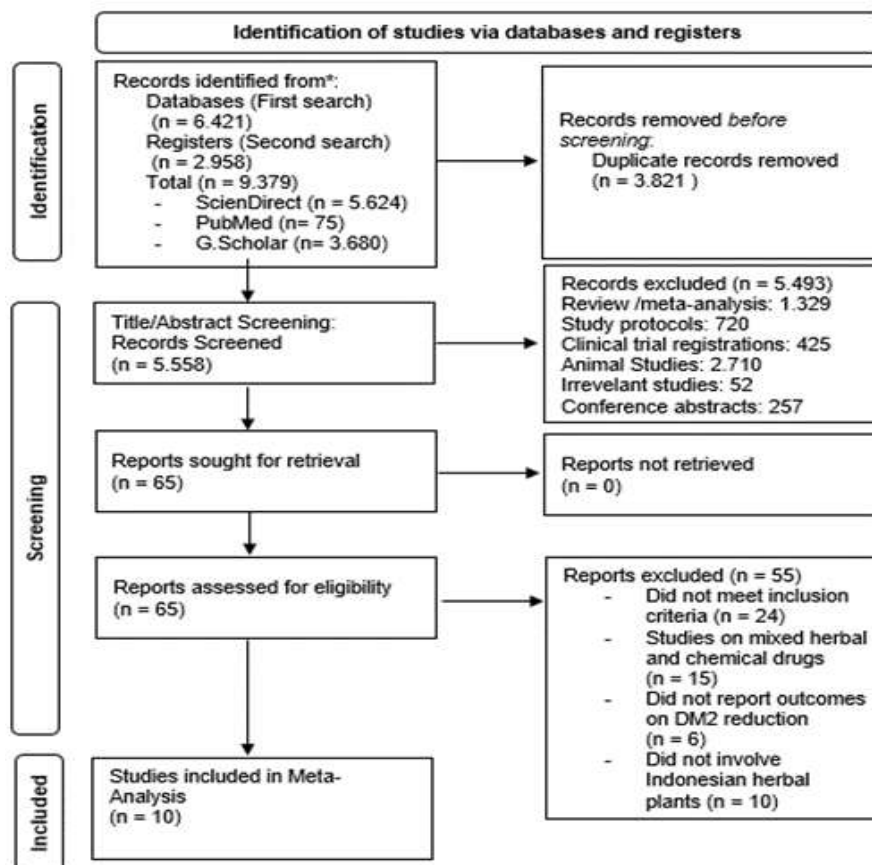 Identification of studies via databases and registers
Identification
Records identified from*:
Databases (First search)
(n = 6.421)
Registers (Second search)
(n = 2.958)
Total (n = 9.379)
- ScienDirect (n = 5.624)
- PubMed (n= 75)
- G.Scholar (n= 3.680)
Records removed before
screening:
Duplicate records removed
(n = 3.821 )
Screening
Title/Abstract Screening:
Records Screened
(n = 5.558)
Records excluded (n = 5.493)
Review /meta-analysis: 1.329
Study protocols: 720
Clinical trial registrations: 425
Animal Studies: 2.710
Irrevelant studies: 52
Conference abstracts: 257
Reports sought for retrieval
(n = 65)
Reports not retrieved
(n = 0)
Reports assessed for eligibility
(n = 65)
Reports excluded (n = 55)
- Did not meet inclusion
criteria (n = 24)
- Studies on mixed herbal
and chemical drugs
(n = 15)
- Did not report outcomes
on DM2 reduction
(n = 6)
- Did not involve
Indonesian herbal
plants (n = 10)
Included
Studies included in Meta-
Analysis
(n = 10)